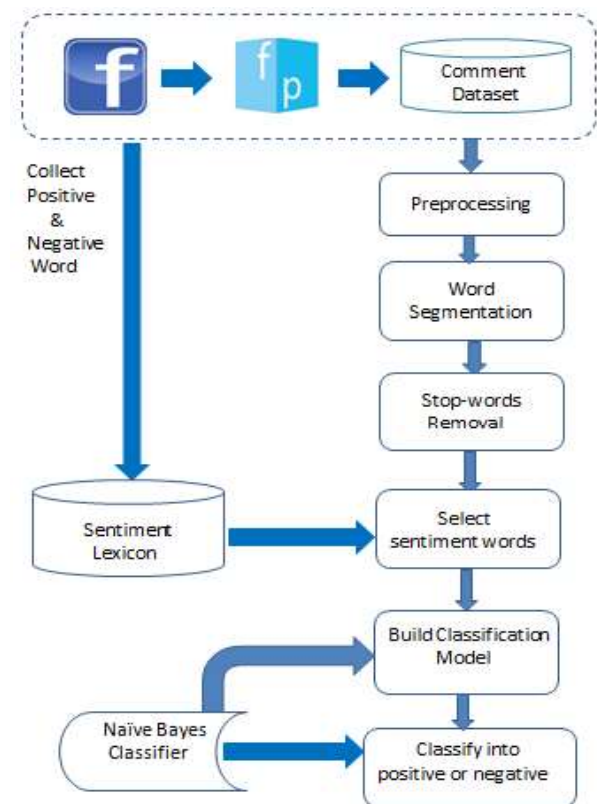 f
f
p
Comment
Dataset
Collect
Positive
&
Negative
Word
Preprocessing
Word
Segmentation
Stop-words
Removal
Sentiment
Lexicon
Select
sentiment words
Build Classification
Model
Naïve Bayes
Classifier
Classify into
positive or negative